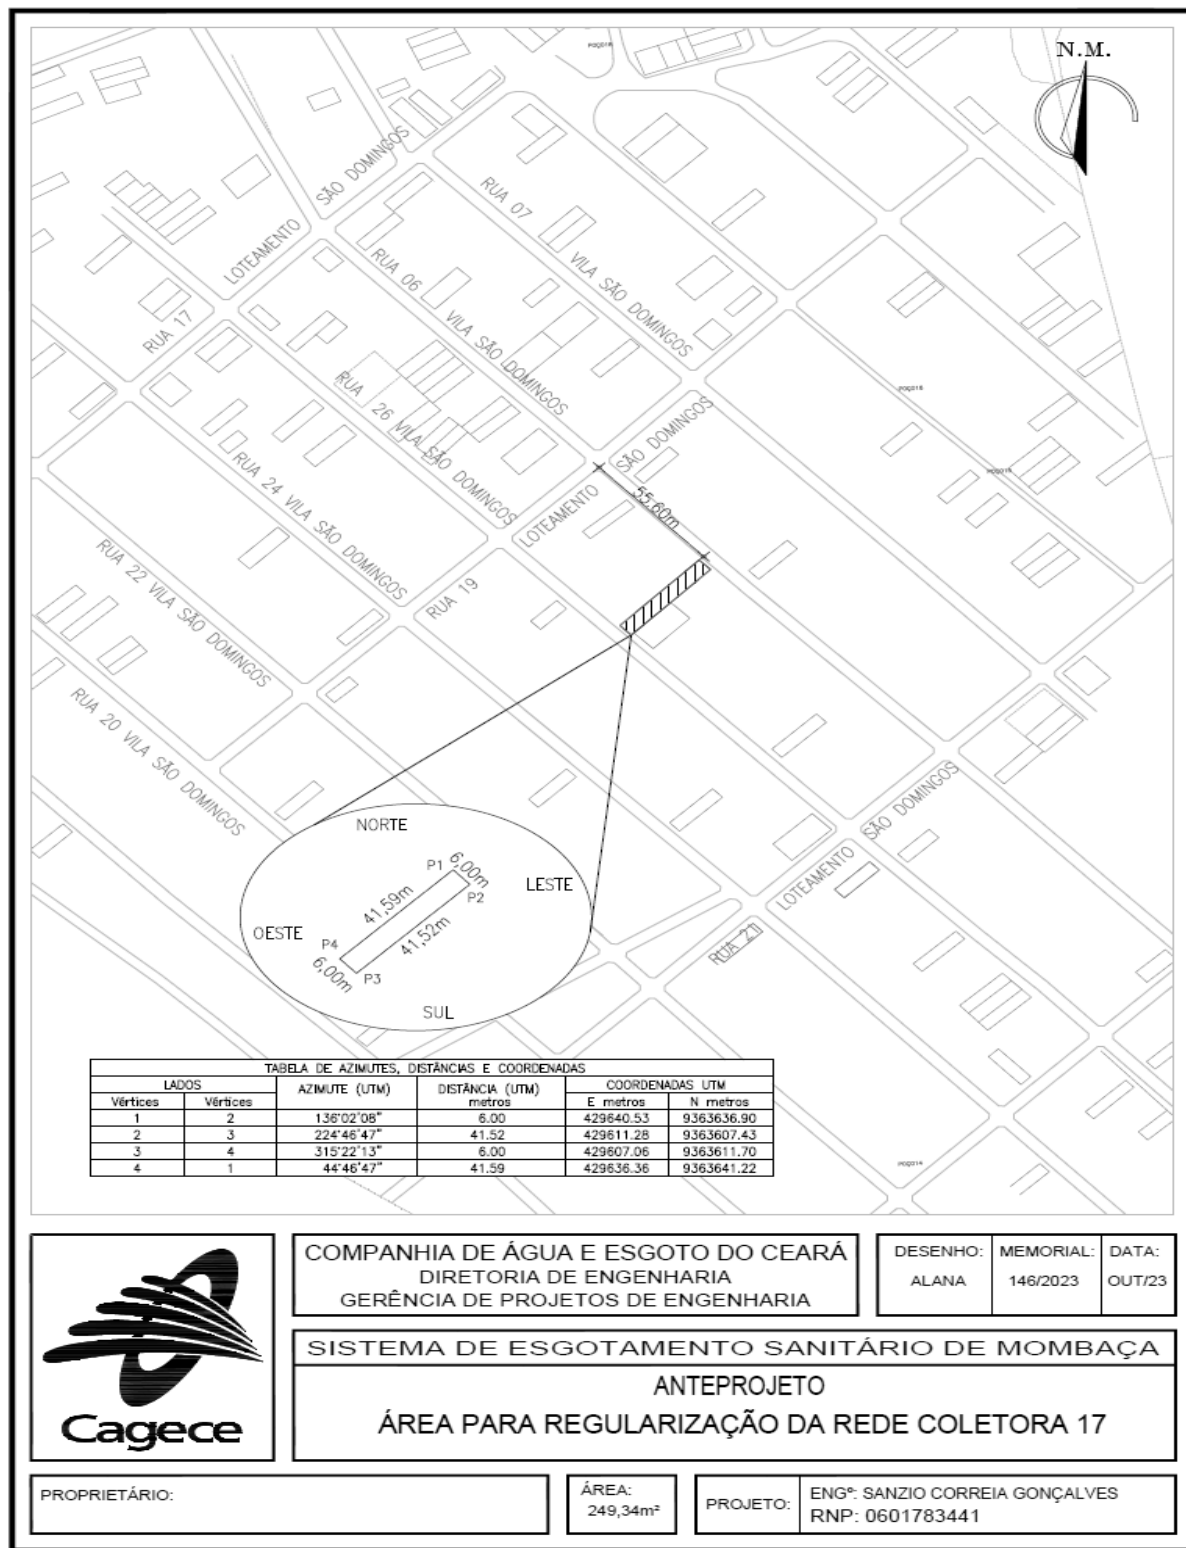 POÇO18
N.M.
SÃO DOMINGOS
LOTEAMENTO
RUA 07
VILA SÃO DOMINGOS
RUA 06
VILA SÃO DOMINGOS
RUA 17
RUA 26 VILA SÃO DOMINGOS
POÇO18
SÃO DOMINGOS
LOTEAMENTO
55,60m
RUA 24 VILA SÃO DOMINGOS
POÇO18
RUA 22 VILA SÃO DOMINGOS
RUA 19
RUA 20 VILA SÃO DOMINGOS
SÃO DOMINGOS
LOTEAMENTO
RUA 21
NORTE
P1
6,00m
P2
LESTE
41,59m
41,52m
OESTE
P4
6,00m
P3
SUL
TABELA DE AZIMUTES, DISTÂNCIAS E COORDENADAS
LADOS AZIMUTE (UTM) DISTÂNCIA (UTM) metros COORDENADAS UTM
Vértices Vértices E metros N metros
1 2 136°02'08" 6.00 429640.53 9363636.90
2 3 224°46'47" 41.52 429611.28 9363607.43
3 4 315°22'13" 6.00 429607.06 9363611.70
4 1 44°46'47" 41.59 429636.36 9363641.22
POÇO14
Cagece
COMPANHIA DE ÁGUA E ESGOTO DO CEARÁ
DIRETORIA DE ENGENHARIA
GERÊNCIA DE PROJETOS DE ENGENHARIA
DESENHO: MEMORIAL: DATA:
ALANA 146/2023 OUT/23
SISTEMA DE ESGOTAMENTO SANITÁRIO DE MOMBAÇA
ANTEPROJETO
ÁREA PARA REGULARIZAÇÃO DA REDE COLETORA 17
PROPRIETÁRIO:
ÁREA:
249,34m²
PROJETO:
ENGº: SANZIO CORREIA GONÇALVES
RNP: 0601783441